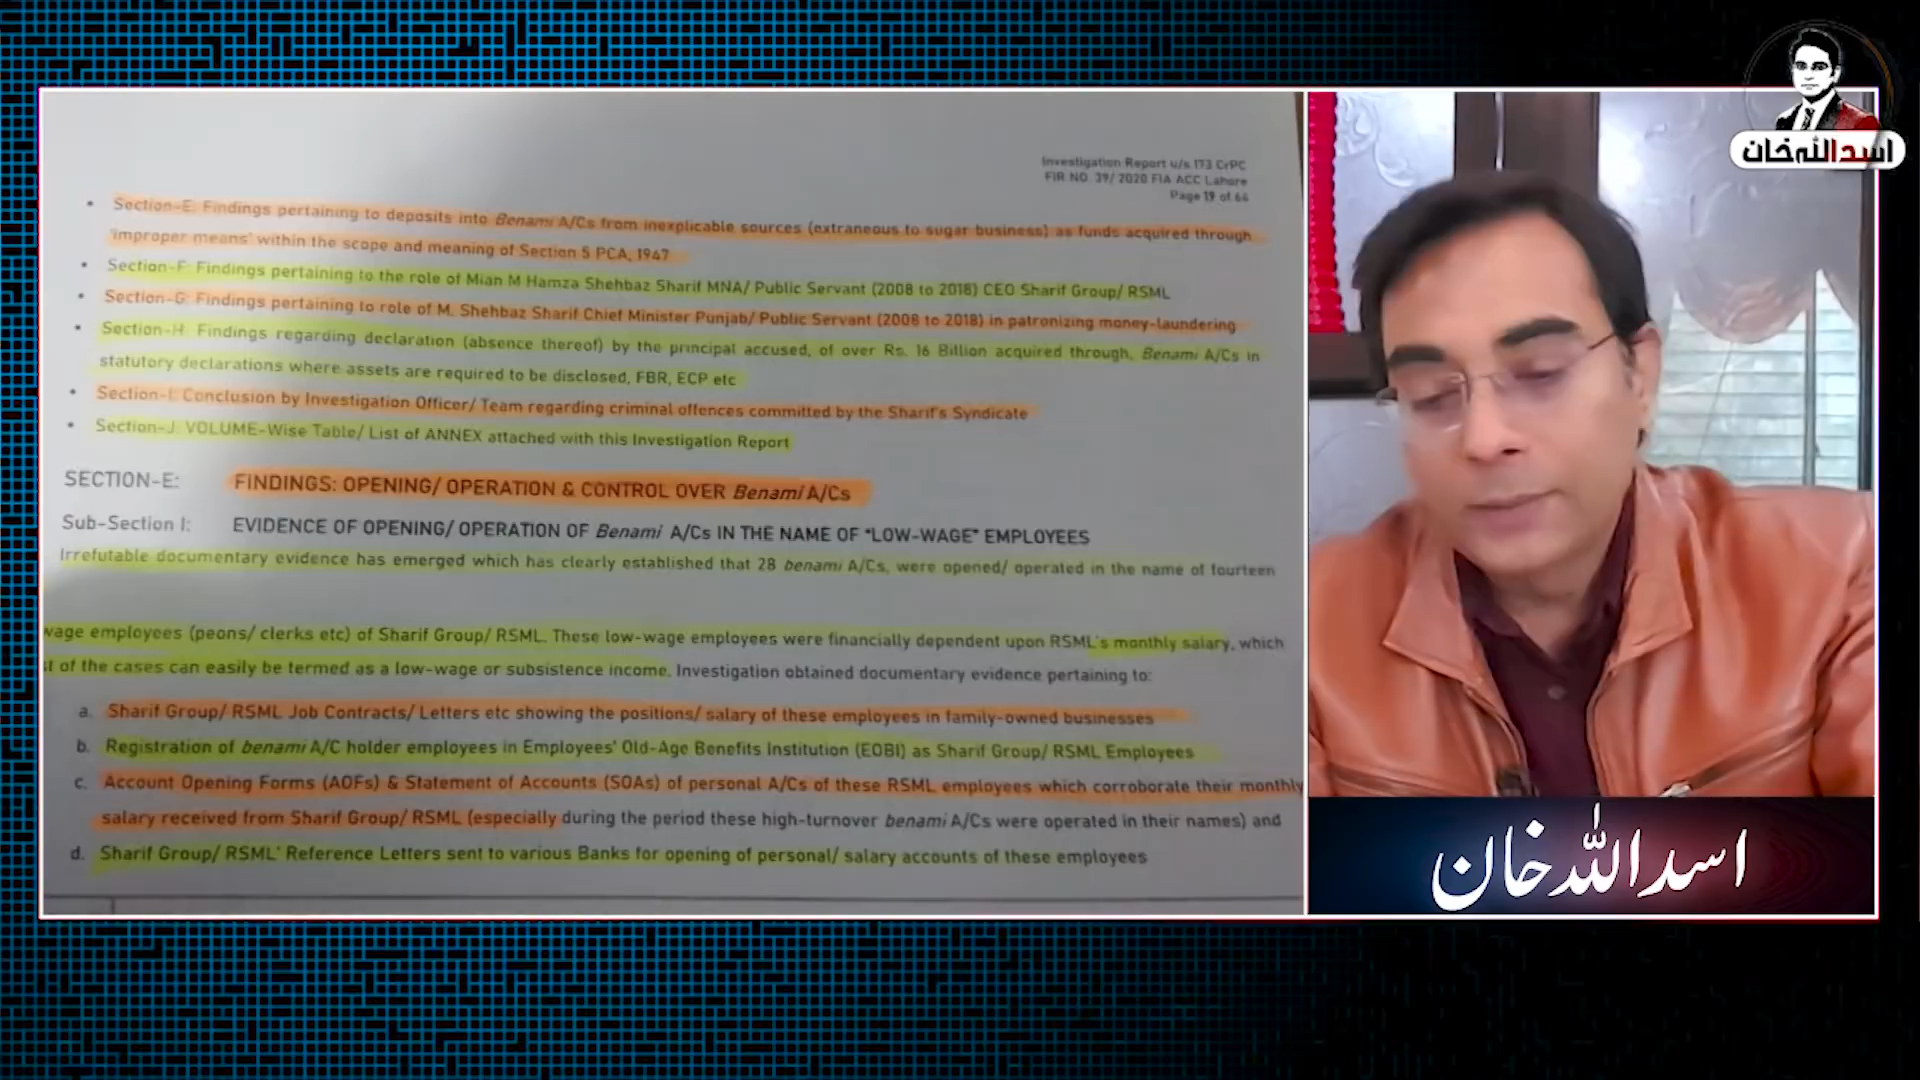 اسداللہ خان
Investigation Report u/s 173 CrPC
FIR NO. 39/ 2020 FIA ACC Lahore
Page 19 of 64
• Section-E: Findings pertaining to deposits into Benami A/Cs from inexplicable sources (extraneous to sugar business) as funds acquired through
'improper means' within the scope and meaning of Section 5 PCA, 1947
• Section-F: Findings pertaining to the role of Mian M Hamza Shehbaz Sharif MNA/ Public Servant (2008 to 2018) CEO Sharif Group/ RSML
• Section-G: Findings pertaining to role of M. Shehbaz Sharif Chief Minister Punjab/ Public Servant (2008 to 2018) in patronizing money-laundering
• Section-H: Findings regarding declaration (absence thereof) by the principal accused, of over Rs. 16 Billion acquired through, Benami A/Cs in
statutory declarations where assets are required to be disclosed, FBR, ECP etc
• Section-I: Conclusion by Investigation Officer/ Team regarding criminal offences committed by the Sharif's Syndicate
• Section-J: VOLUME-Wise Table/ List of ANNEX attached with this Investigation Report
SECTION-E: FINDINGS: OPENING/ OPERATION & CONTROL OVER Benami A/Cs
Sub-Section I: EVIDENCE OF OPENING/ OPERATION OF Benami A/Cs IN THE NAME OF "LOW-WAGE" EMPLOYEES
Irrefutable documentary evidence has emerged which has clearly established that 28 benami A/Cs, were opened/ operated in the name of fourteen
wage employees (peons/ clerks etc) of Sharif Group/ RSML. These low-wage employees were financially dependent upon RSML's monthly salary, which
t of the cases can easily be termed as a low-wage or subsistence income. Investigation obtained documentary evidence pertaining to:
a. Sharif Group/ RSML Job Contracts/ Letters etc showing the positions/ salary of these employees in family-owned businesses
b. Registration of benami A/C holder employees in Employees' Old-Age Benefits Institution (EOBI) as Sharif Group/ RSML Employees
c. Account Opening Forms (AOFs) & Statement of Accounts (SOAs) of personal A/Cs of these RSML employees which corroborate their monthly
salary received from Sharif Group/ RSML (especially during the period these high-turnover benami A/Cs were operated in their names) and
d. Sharif Group/ RSML' Reference Letters sent to various Banks for opening of personal/ salary accounts of these employees
اسد اللہ خان